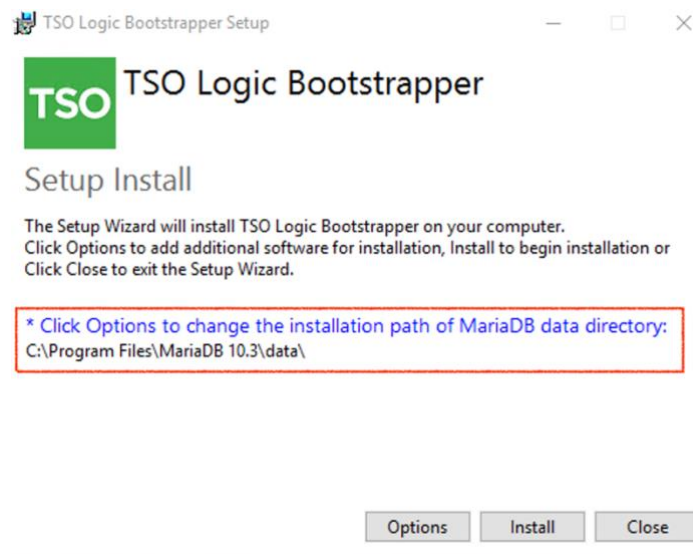 TSO Logic Bootstrapper Setup
TSO
TSO Logic Bootstrapper
Setup Install
The Setup Wizard will install TSO Logic Bootstrapper on your computer.
Click Options to add additional software for installation, Install to begin installation or
Click Close to exit the Setup Wizard.
* Click Options to change the installation path of MariaDB data directory:
C:\Program Files\MariaDB 10.3\data\
Options Install Close